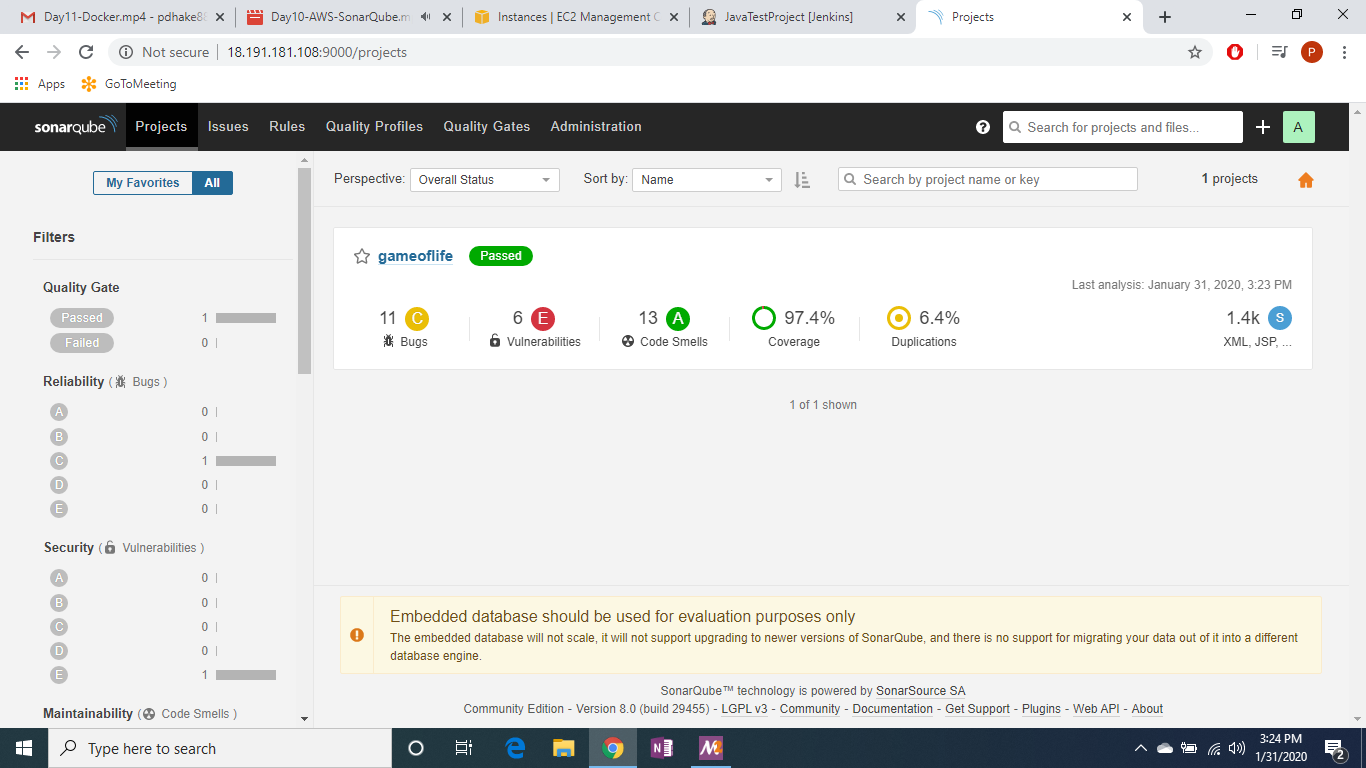 Day11-Docker.mp4 - pdhake88
Day10-AWS-SonarQube.m
Instances | EC2 Management C
JavaTestProject [Jenkins]
Projects
Not secure
18.191.181.108:9000/projects
P
Apps
GoToMeeting
sonarqube
Projects
Issues
Rules
Quality Profiles
Quality Gates
Administration
Search for projects and files...
A
My Favorites
All
Perspective:
Overall Status
Sort by:
Name
Search by project name or key
1 projects
Filters
Quality Gate
Passed 1
Failed 0
Reliability ( Bugs )
A 0
B 0
C 1
D 0
E 0
Security ( Vulnerabilities )
A 0
B 0
C 0
D 0
E 1
Maintainability ( Code Smells )
gameoflife
Passed
Last analysis: January 31, 2020, 3:23 PM
11 C
Bugs
6 E
Vulnerabilities
13 A
Code Smells
97.4%
Coverage
6.4%
Duplications
1.4k S
XML, JSP, ...
1 of 1 shown
Embedded database should be used for evaluation purposes only
The embedded database will not scale, it will not support upgrading to newer versions of SonarQube, and there is no support for migrating your data out of it into a different
database engine.
SonarQube™ technology is powered by SonarSource SA
Community Edition - Version 8.0 (build 29455) - LGPL v3 - Community - Documentation - Get Support - Plugins - Web API - About
Type here to search
3:24 PM
1/31/2020
2